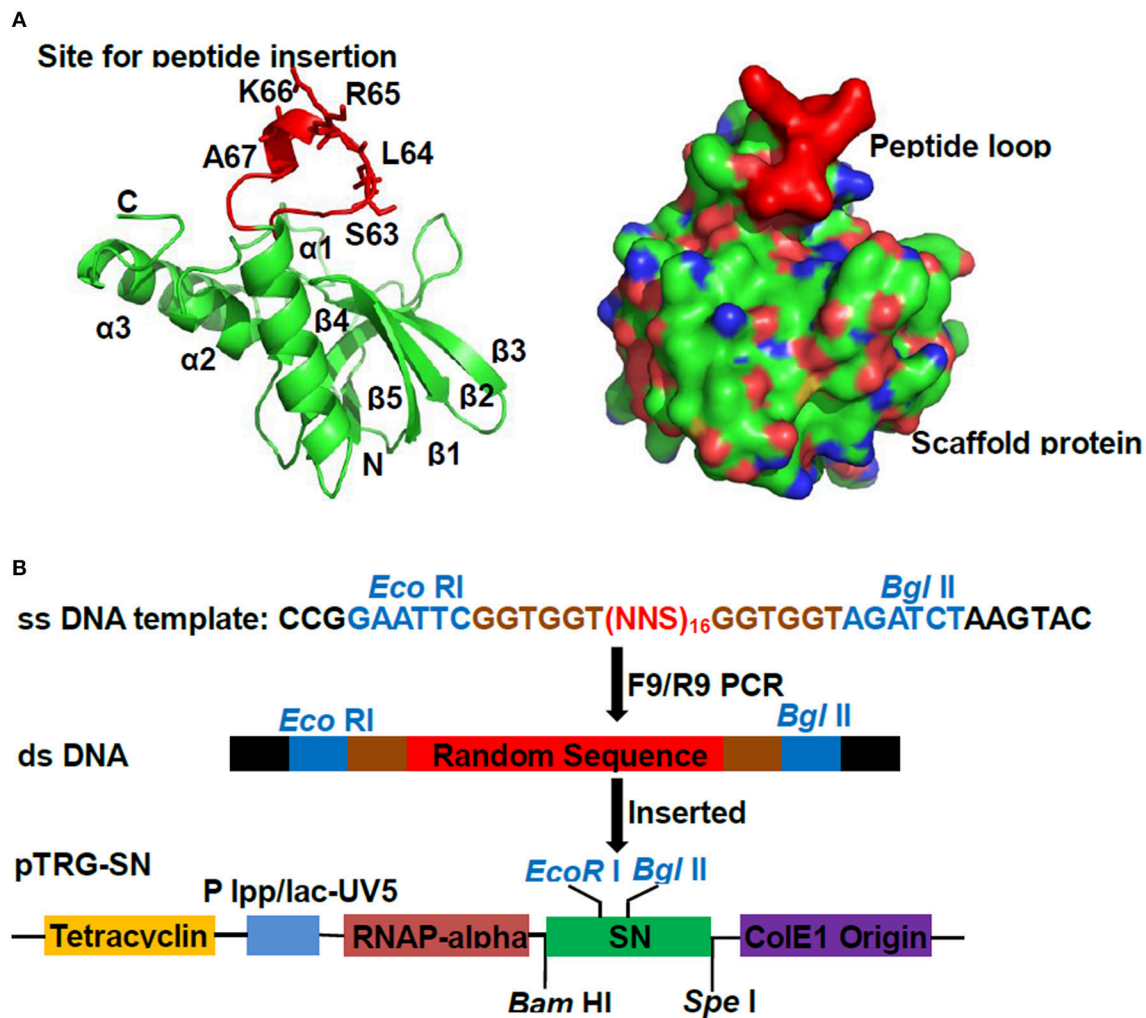 A
Site for peptide insertion
K66
R65
A67
L64
S63
C
α1
α3
α2
β4
β3
β5
β2
N
β1
Peptide loop
Scaffold protein
B
Eco RI
Bgl II
ss DNA template: CCGGAATTCGGTGGT(NNS)16GGTGGTAGATCTAAGTAC
F9/R9 PCR
Eco RI
Bgl II
ds DNA
Random Sequence
Inserted
pTRG-SN
EcoR I Bgl II
P lpp/lac-UV5
Tetracyclin
RNAP-alpha
SN
ColE1 Origin
Bam HI
Spe I